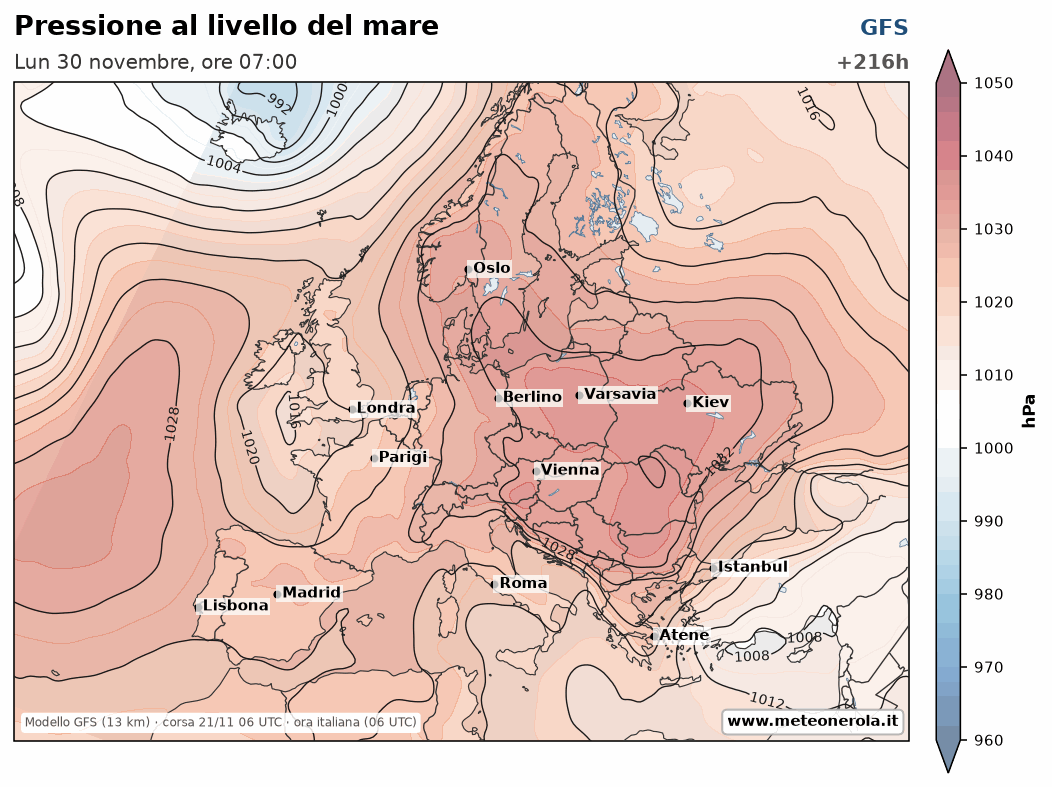 Pressione al livello del mare
GFS
Lun 30 novembre, ore 07:00
+216h
992
1000
1016
1004
1050
1040
1030
1020
1010
1000
990
980
970
960
hPa
Oslo
Londra
Berlino
Varsavia
Kiev
1028
1016
1020
Parigi
Vienna
1032
1028
Istanbul
Roma
Madrid
Lisbona
Atene
1008
1008
1012
Modello GFS (13 km) · corsa 21/11 06 UTC · ora italiana (06 UTC)
www.meteonerola.it